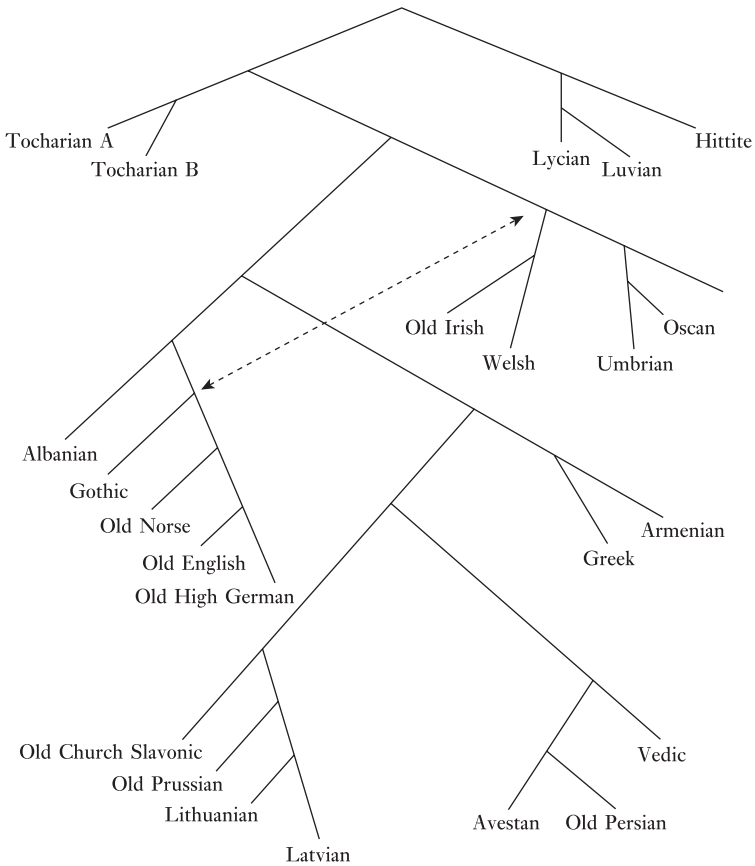 Tocharian A
Tocharian B
Lycian
Luvian
Hittite
Old Irish
Welsh
Oscan
Umbrian
Albanian
Gothic
Old Norse
Old English
Old High German
Armenian
Greek
Old Church Slavonic
Old Prussian
Lithuanian
Latvian
Vedic
Avestan
Old Persian